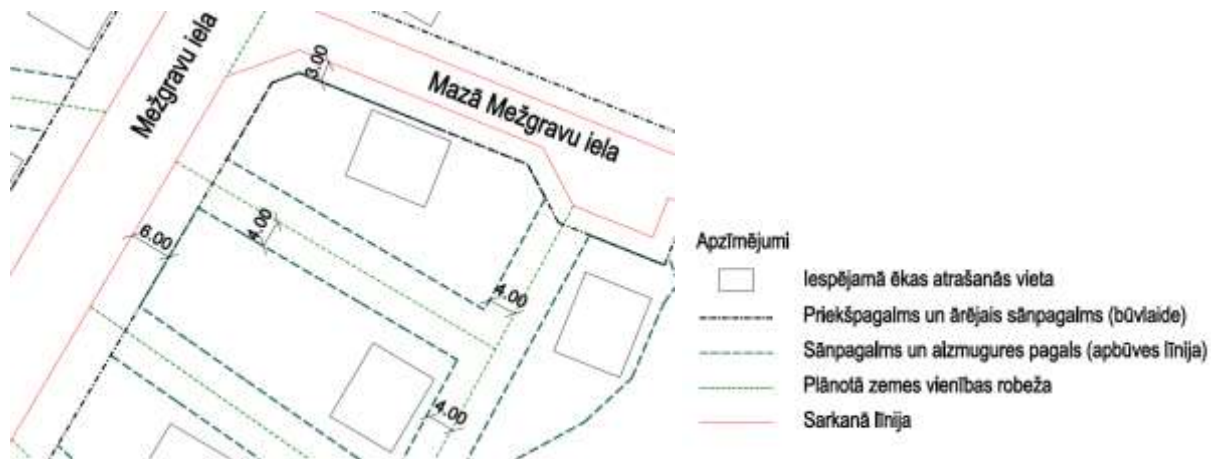 Mežgravu iela
3.00
Mazā Mežgravu iela
4.00
6.00
4.00
4.00
Apzīmējumi
Iespējamā ēkas atrašanās vieta
Priekšpagalms un ārējais sānpagalms (būvlaide)
Sānpagalms un aizmugures pagals (apbūves līnija)
Plānotā zemes vienības robeža
Sarkanā līnija